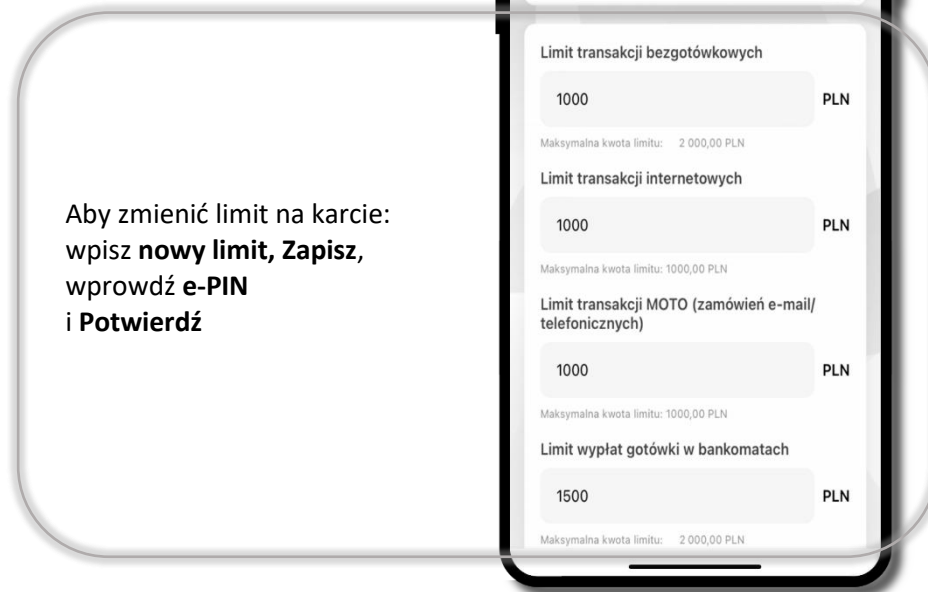 Aby zmienić limit na karcie:
wpisz nowy limit, Zapisz,
wprowdź e-PIN
i Potwierdź
Limit transakcji bezgotówkowych
1000 PLN
Maksymalna kwota limitu: 2 000,00 PLN
Limit transakcji internetowych
1000 PLN
Maksymalna kwota limitu: 1000,00 PLN
Limit transakcji MOTO (zamówień e-mail/
telefonicznych)
1000 PLN
Maksymalna kwota limitu: 1000,00 PLN
Limit wypłat gotówki w bankomatach
1500 PLN
Maksymalna kwota limitu: 2 000,00 PLN